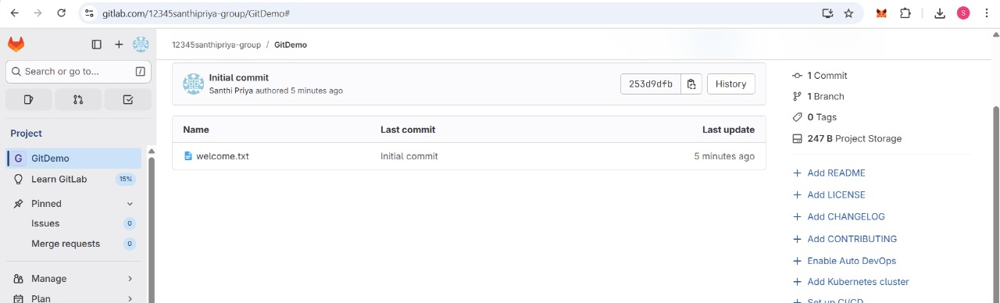 gitlab.com/12345santhipriya-group/GitDemo#
S
12345santhipriya-group / GitDemo
Search or go to... /
Project
G GitDemo
Learn GitLab 15%
Pinned
Issues 0
Merge requests 0
Manage
Plan
Initial commit
Santhi Priya authored 5 minutes ago
253d9dfb
History
Name Last commit Last update
welcome.txt Initial commit 5 minutes ago
1 Commit
1 Branch
0 Tags
247 B Project Storage
+ Add README
+ Add LICENSE
+ Add CHANGELOG
+ Add CONTRIBUTING
+ Enable Auto DevOps
+ Add Kubernetes cluster
+ Set up CI/CD